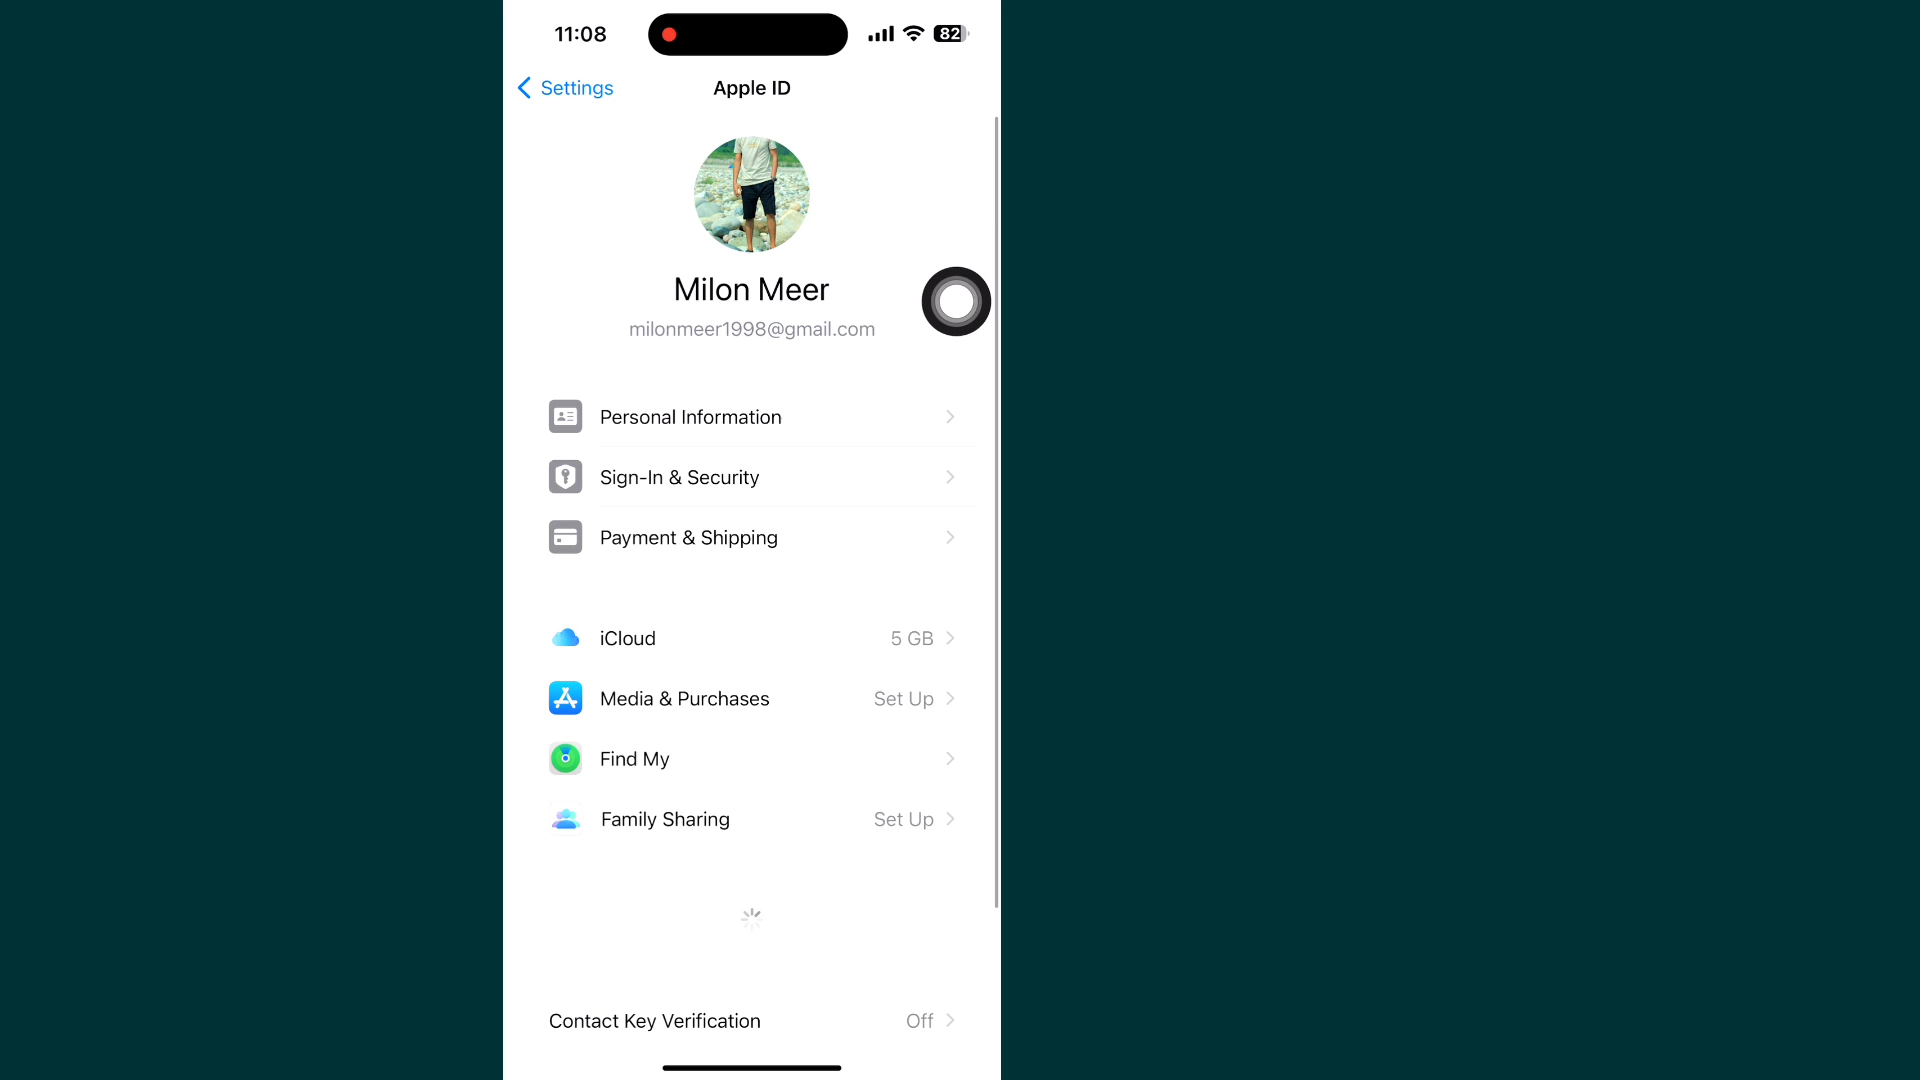 11:08
82
Settings
Apple ID
Milon Meer
milonmeer1998@gmail.com
Personal Information
Sign-In & Security
Payment & Shipping
iCloud 5 GB
Media & Purchases Set Up
Find My
Family Sharing Set Up
Contact Key Verification Off